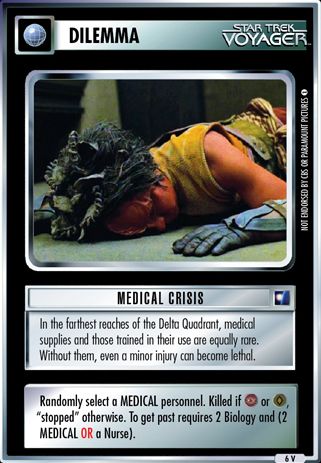 DILEMMA
STAR TREK
VOYAGER™
NOT ENDORSED BY CBS OR PARAMOUNT PICTURES
MEDICAL CRISIS
In the farthest reaches of the Delta Quadrant, medical
supplies and those trained in their use are equally rare.
Without them, even a minor injury can become lethal.
Randomly select a MEDICAL personnel. Killed if or ,
"stopped" otherwise. To get past requires 2 Biology and (2
MEDICAL OR a Nurse).
6 V